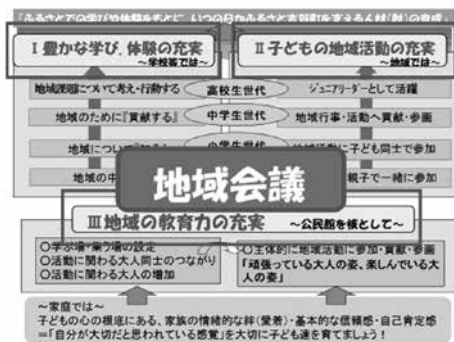 「ふるさとでの学びや体験をもとに、いつの日かふるさと志賀町を支える人材(財)の育成」
Ⅰ豊かな学び、体験の充実
～学校等では～
Ⅱ子どもの地域活動の充実
～地域では～
地域課題について考え・行動する
高校生世代
ジュニアリーダーとして活躍
地域のために『貢献する』
中学生世代
地域行事・活動へ貢献・参画
地域について
小学生世代
地域活動に子ども同士で参加
地域の中
親子で一緒に参加
地域会議
Ⅲ地域の教育力の充実 ～公民館を核として～
○学ぶ場・集う場の設定
○活動に関わる大人同士のつながり
○活動に関わる大人の増加
○主体的に地域活動に参加・貢献・参画
「頑張っている大人の姿、楽しんでいる大人の姿」
～家庭では～
子どもの心の根底にある、家族の情緒的な絆(愛着)・基本的な信頼感・自己肯定感
＝「自分が大切だと思われている感覚」を大切に子ども達を育てましょう！